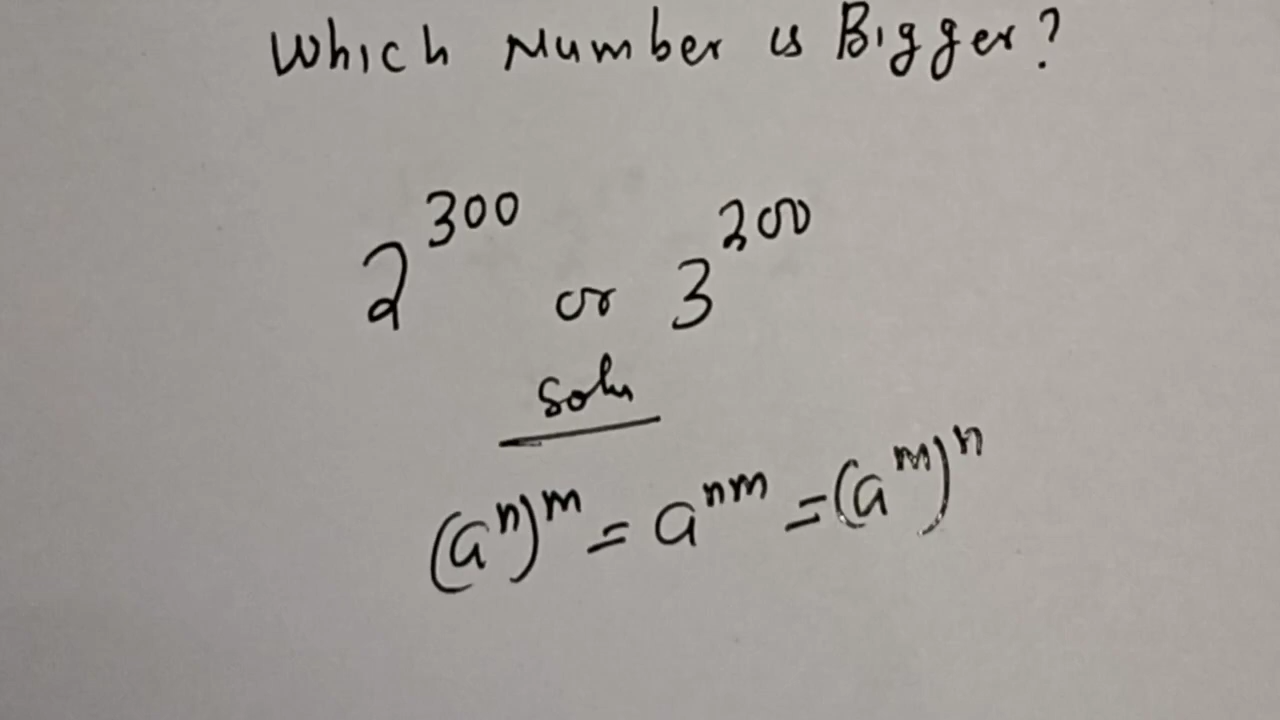 Which Number is Bigger?
2^300 or 3^200
Soln
(a^n)^m = a^nm = (a^m)^n